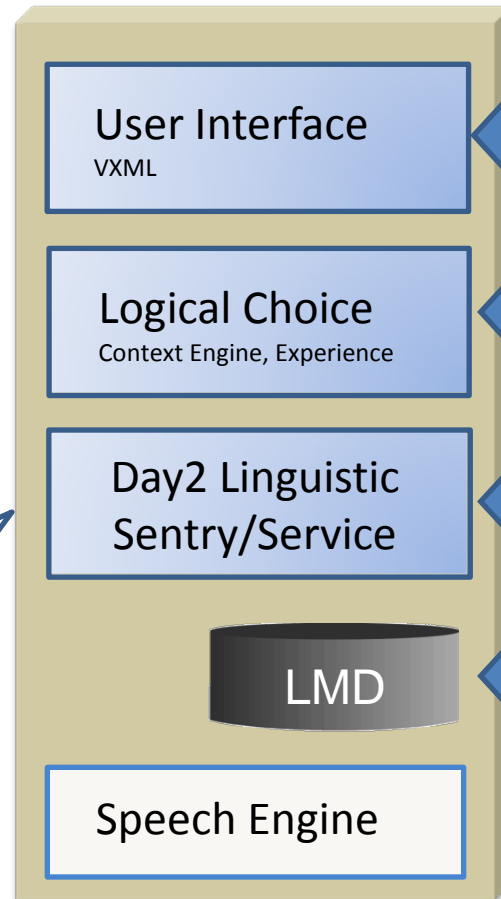 User Interface
VXML
Logical Choice
Context Engine, Experience
Day2 Linguistic
Sentry/Service
LMD
Speech Engine